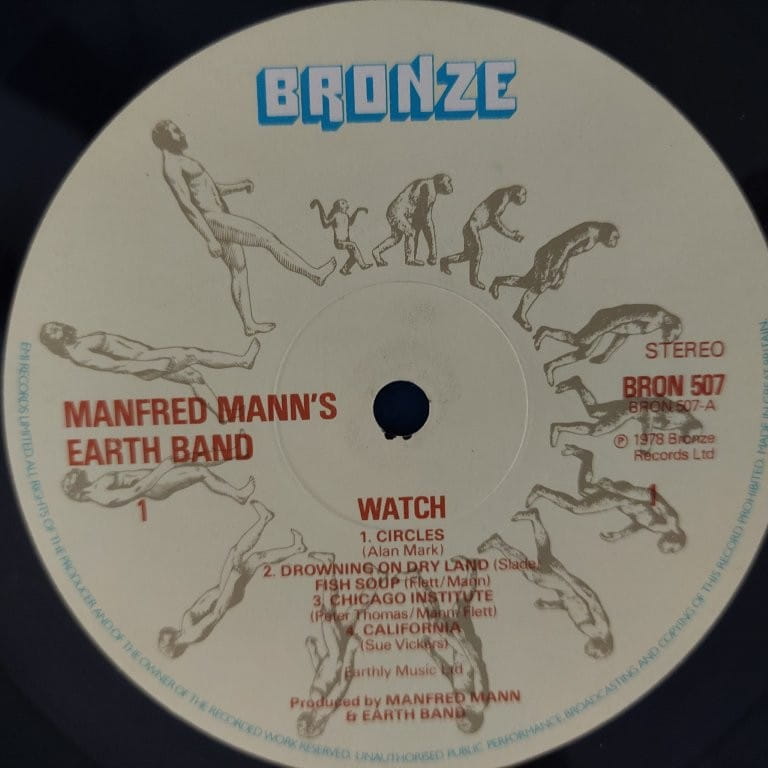 BRONZE
STEREO
BRON 507
BRON 507-A
℗ 1978 Bronze
Records Ltd
MANFRED MANN'S
EARTH BAND
1
1
WATCH
1. CIRCLES
(Alan Mark)
2. DROWNING ON DRY LAND (Slade)
FISH SOUP (Flett/Mann)
3. CHICAGO INSTITUTE
(Peter Thomas/Mann/Flett)
4. CALIFORNIA
(Sue Vickers)
Earthly Music Ltd
Produced by MANFRED MANN
& EARTH BAND
EMI RECORDS LIMITED. ALL RIGHTS OF THE PRODUCER AND OF THE OWNER OF THE RECORDED WORK RESERVED. UNAUTHORISED PUBLIC PERFORMANCE, BROADCASTING AND COPYING OF THIS RECORD PROHIBITED. MADE IN GREAT BRITAIN.